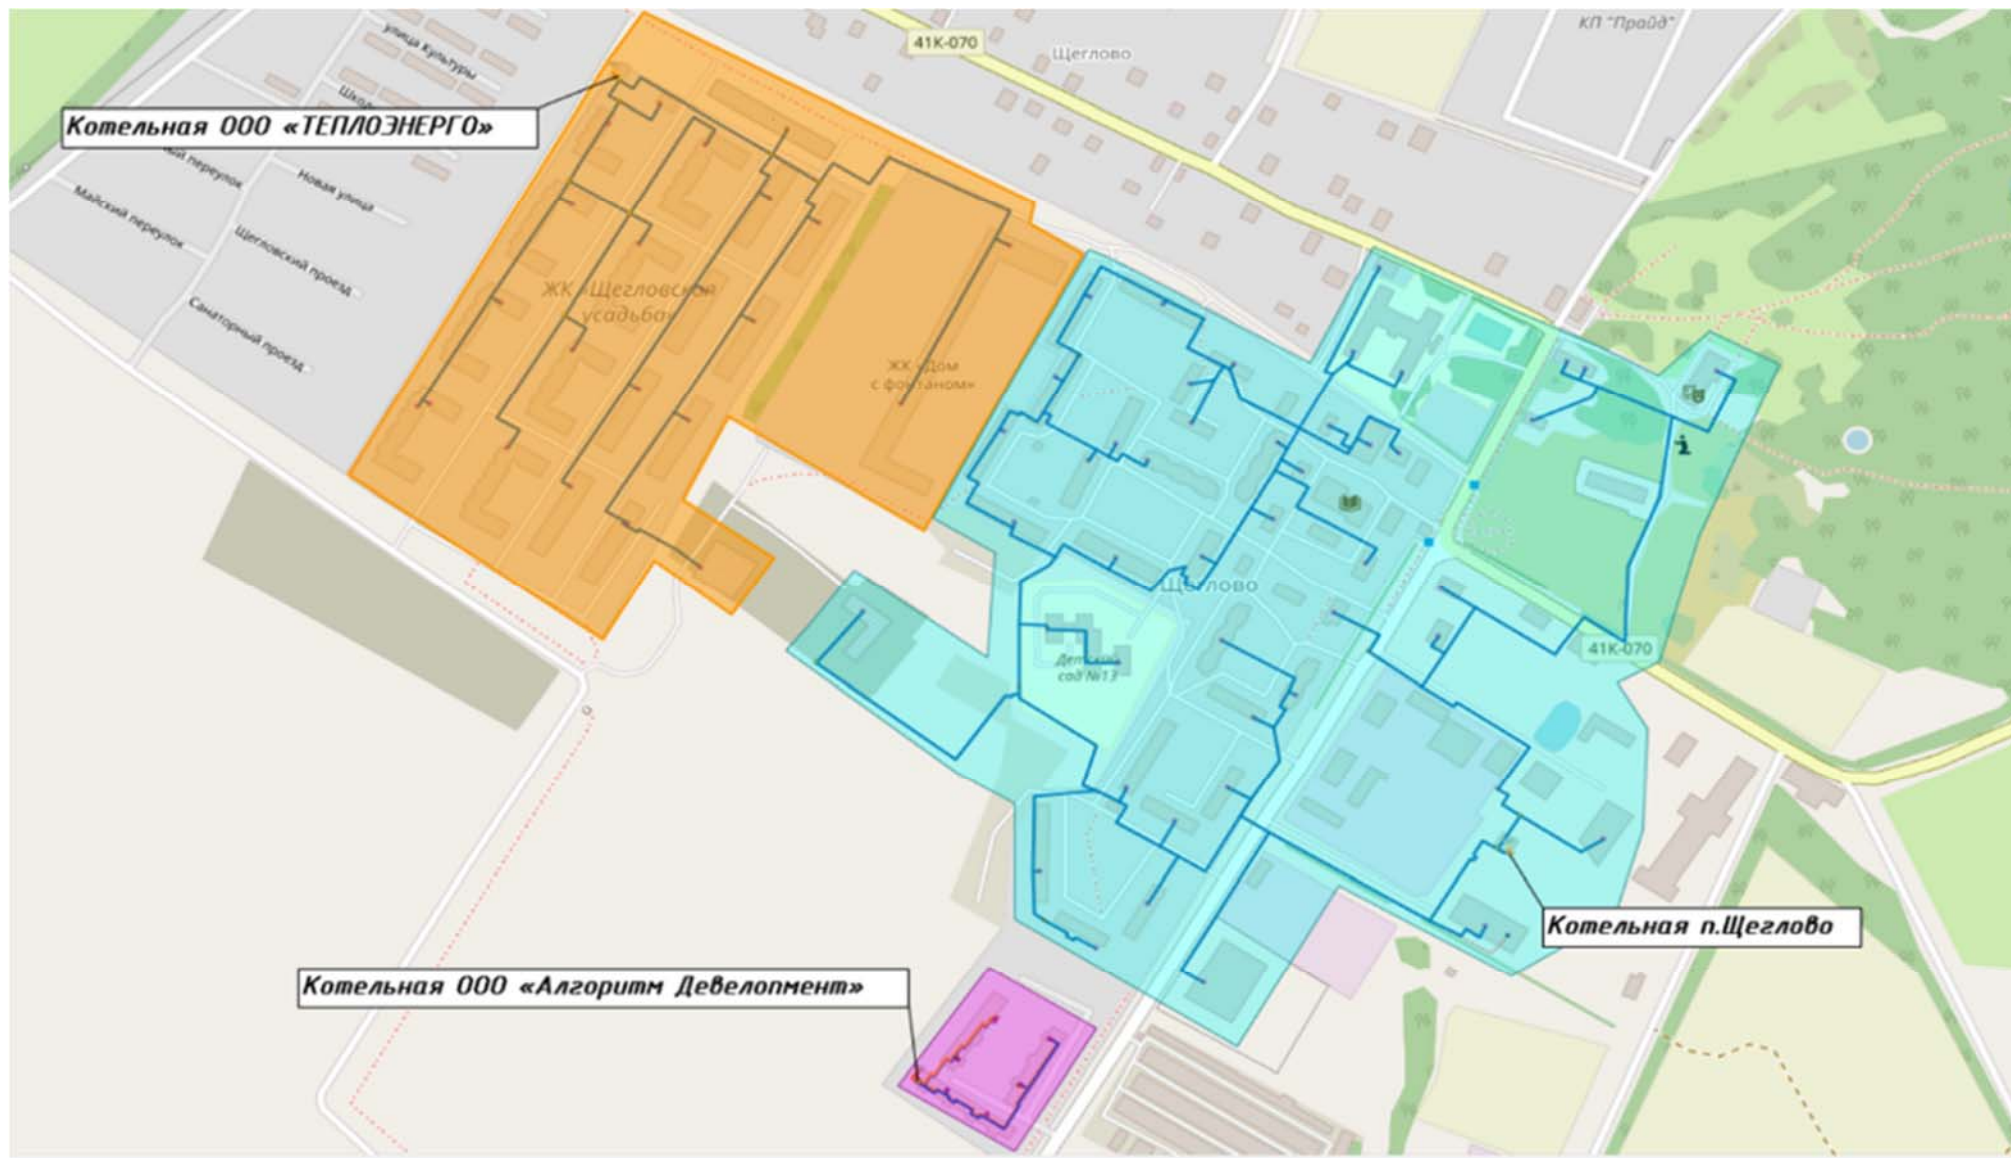 КП "Прайд"
41К-070
Щеглово
улица Культуры
Котельная ООО «ТЕПЛОЭНЕРГО»
переулок
Новая улица
Майский переулок
Щегловский проезд
Санаторный проезд
ЖК «Щегловская
усадьба»
ЖК «Дом
с фонтаном»
Щеглово
Детский
сад №13
41К-070
Котельная п.Щеглово
Котельная ООО «Алгоритм Девелопмент»